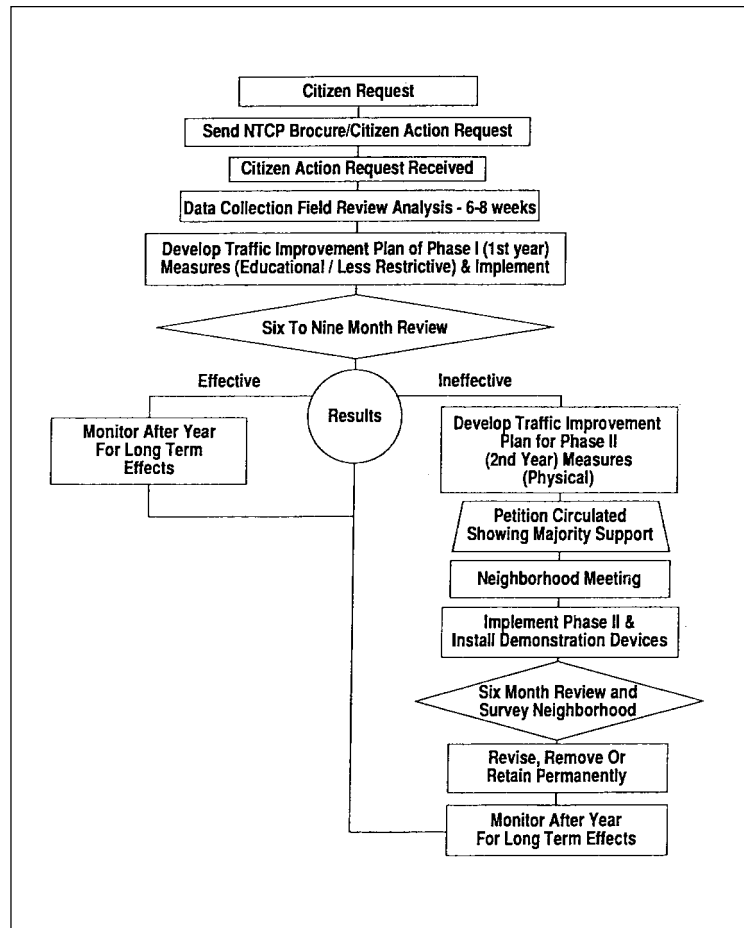 Citizen Request
Send NTCP Brocure/Citizen Action Request
Citizen Action Request Received
Data Collection Field Review Analysis - 6-8 weeks
Develop Traffic Improvement Plan of Phase I (1st year)
Measures (Educational / Less Restrictive) & Implement
Six To Nine Month Review
Effective
Ineffective
Results
Monitor After Year
For Long Term
Effects
Develop Traffic Improvement
Plan for Phase II
(2nd Year) Measures
(Physical)
Petition Circulated
Showing Majority Support
Neighborhood Meeting
Implement Phase II &
Install Demonstration Devices
Six Month Review and
Survey Neighborhood
Revise, Remove Or
Retain Permanently
Monitor After Year
For Long Term Effects